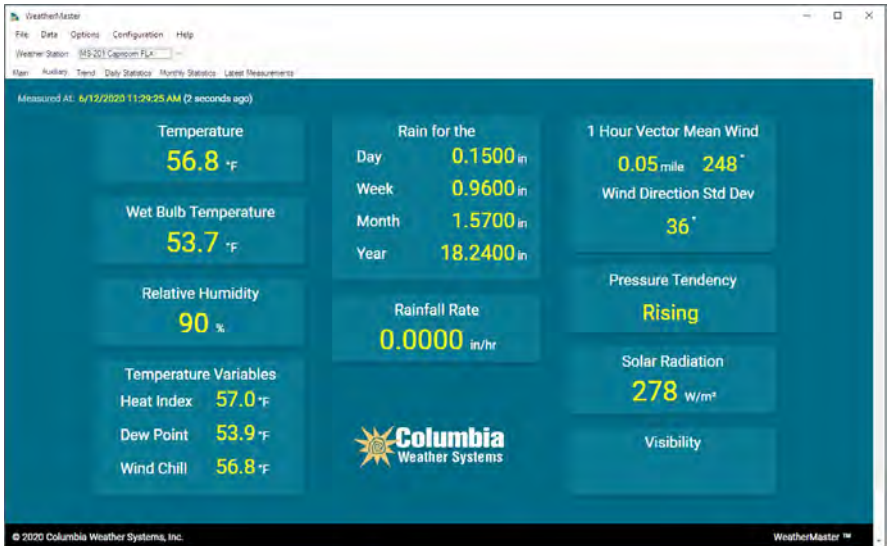 WeatherMaster
File Data Options Configuration Help
Weather Station: MS-201 Capricorn FLX
Main Auxiliary Trend Daily Statistics Monthly Statistics Latest Measurements
Measured At: 6/12/2020 11:29:25 AM (2 seconds ago)
Temperature
56.8 °F
Wet Bulb Temperature
53.7 °F
Relative Humidity
90 %
Temperature Variables
Heat Index 57.0 °F
Dew Point 53.9 °F
Wind Chill 56.8 °F
Rain for the
Day 0.1500 in
Week 0.9600 in
Month 1.5700 in
Year 18.2400 in
Rainfall Rate
0.0000 in/hr
Columbia
Weather Systems
1 Hour Vector Mean Wind
0.05 mile 248 °
Wind Direction Std Dev
36 °
Pressure Tendency
Rising
Solar Radiation
278 W/m²
Visibility
© 2020 Columbia Weather Systems, Inc.
WeatherMaster ™